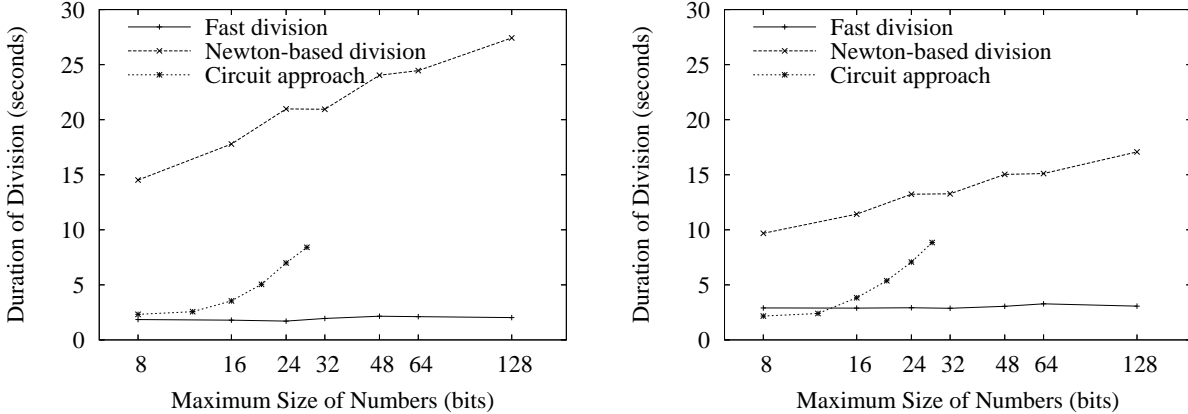 30
25
20
15
10
5
0
Duration of Division (seconds)
Fast division
Newton-based division
Circuit approach
8 16 24 32 48 64 128
Maximum Size of Numbers (bits)
30
25
20
15
10
5
0
Duration of Division (seconds)
Fast division
Newton-based division
Circuit approach
8 16 24 32 48 64 128
Maximum Size of Numbers (bits)